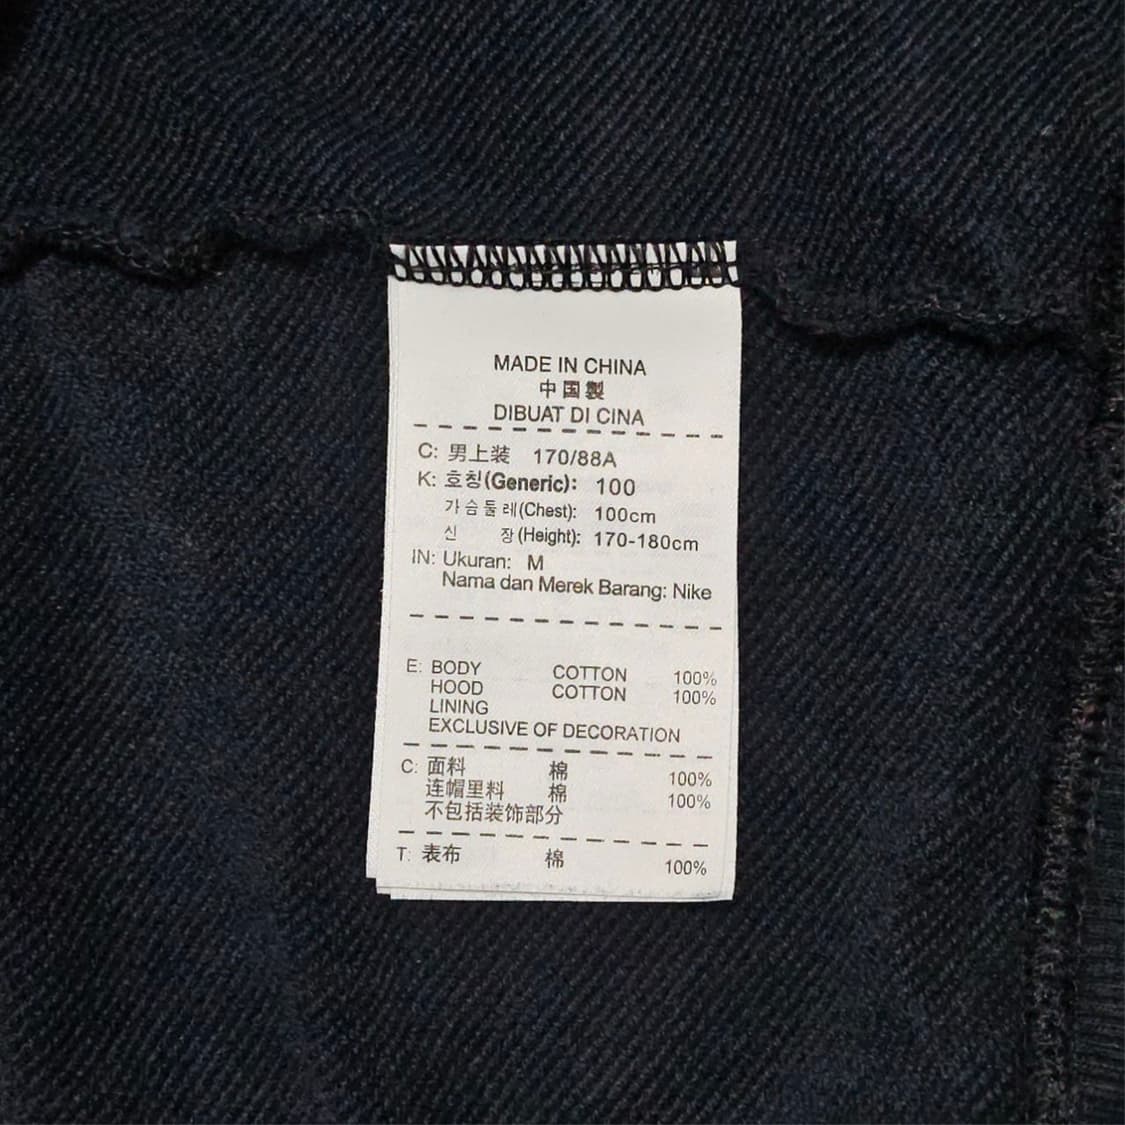 MADE IN CHINA
中国製
DIBUAT DI CINA
C: 男上装 170/88A
K: 호칭(Generic): 100
가슴둘레(Chest): 100cm
신 장(Height): 170-180cm
IN: Ukuran: M
Nama dan Merek Barang: Nike
E: BODY COTTON 100%
HOOD COTTON 100%
LINING
EXCLUSIVE OF DECORATION
C: 面料 棉 100%
连帽里料 棉 100%
不包括装饰部分
T: 表布 棉 100%